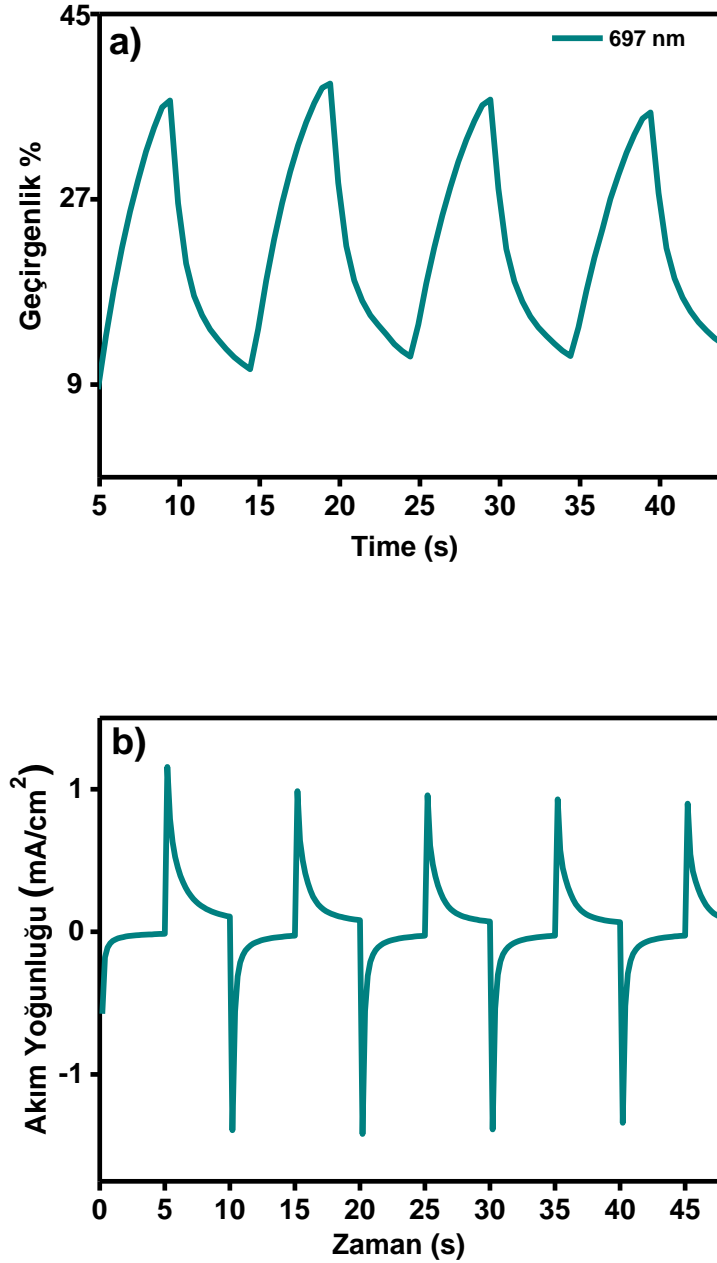 45
a)
697 nm
27
9
Geçirgenlik %
5 10 15 20 25 30 35 40
Time (s)
b)
1
0
-1
Akım Yoğunluğu (mA/cm²)
0 5 10 15 20 25 30 35 40 45
Zaman (s)